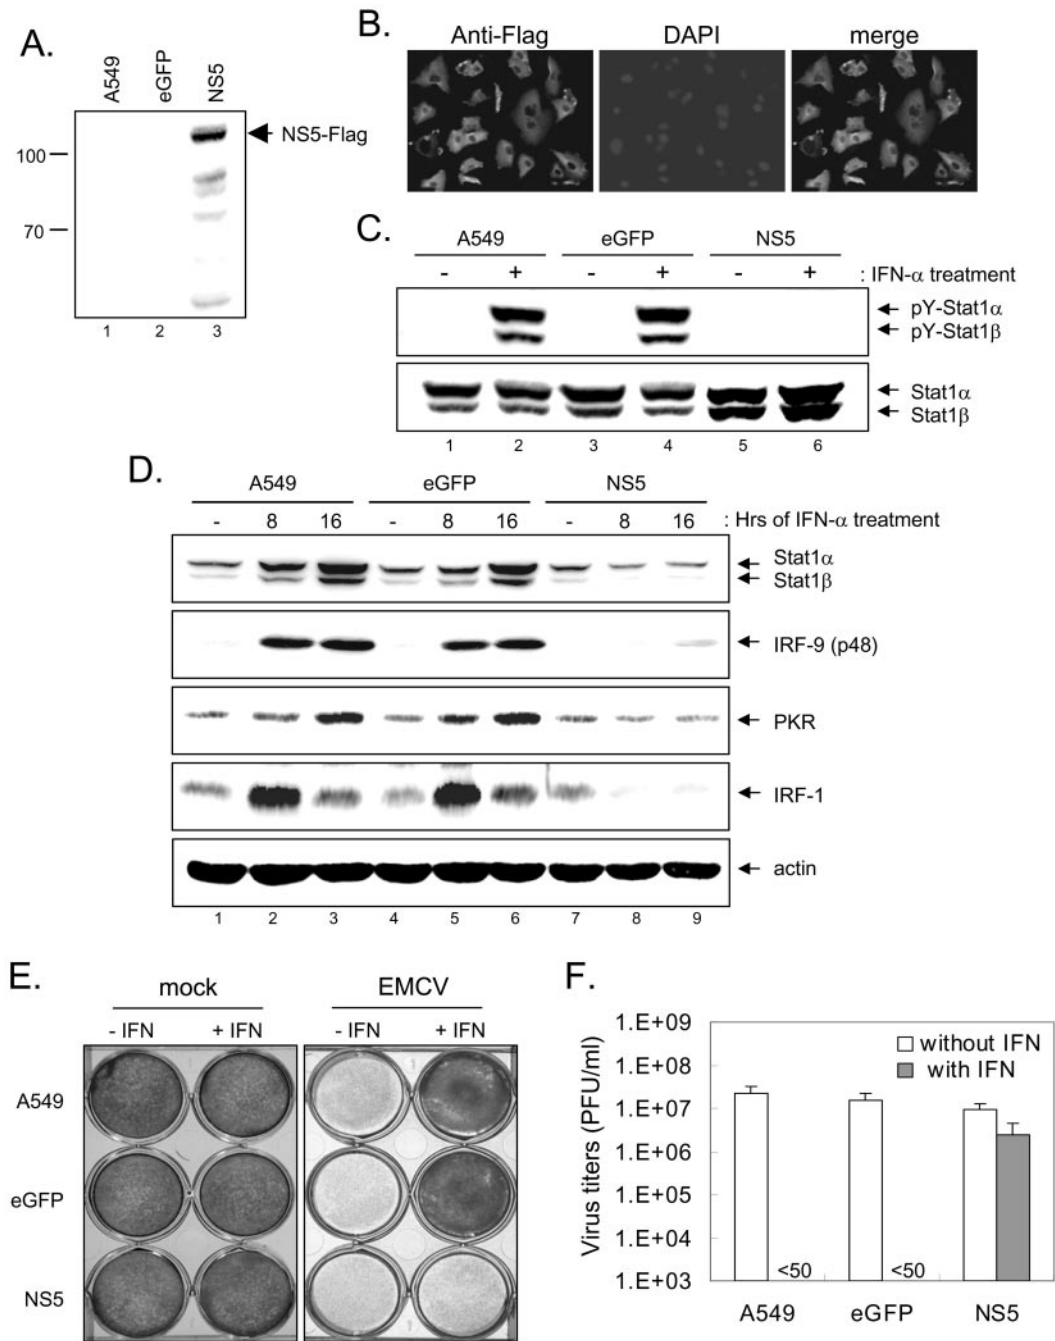 A.
A549
eGFP
NS5
NS5-Flag
100
70
1 2 3
B.
Anti-Flag DAPI merge
C.
A549 eGFP NS5
- + - + - + : IFN-α treatment
pY-Stat1α
pY-Stat1β
Stat1α
Stat1β
1 2 3 4 5 6
D.
A549 eGFP NS5
- 8 16 - 8 16 - 8 16 : Hrs of IFN-α treatment
Stat1α
Stat1β
IRF-9 (p48)
PKR
IRF-1
actin
1 2 3 4 5 6 7 8 9
E.
mock EMCV
- IFN + IFN - IFN + IFN
A549
eGFP
NS5
F.
Virus titers (PFU/ml)
1.E+09
1.E+08
1.E+07
1.E+06
1.E+05
1.E+04
1.E+03
without IFN
with IFN
<50 <50
A549 eGFP NS5